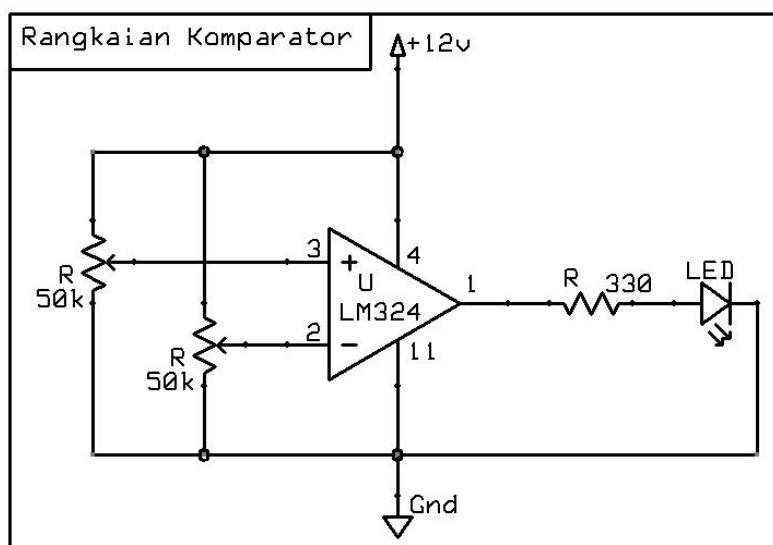 Rangkaian Komparator
+12v
3
4
+
U
1
R
330
LED
R
50k
LM324
2
−
11
R
50k
Gnd